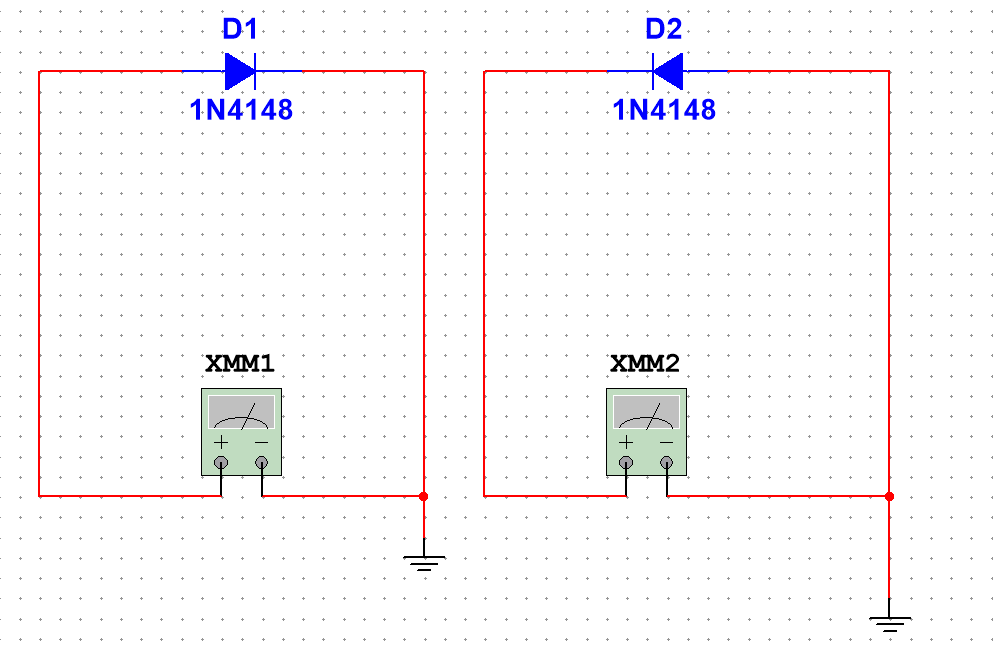 D1
1N4148
D2
1N4148
XMM1
+ −
XMM2
+ −